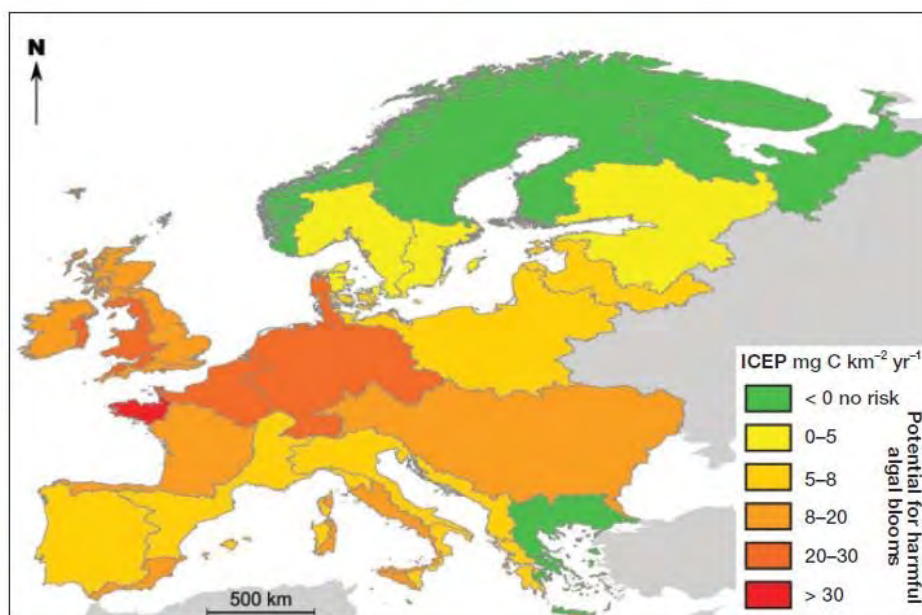 N
ICEP mg C km⁻² yr⁻¹
< 0 no risk
0–5
5–8
8–20
20–30
> 30
Potential for harmful
algal blooms
500 km